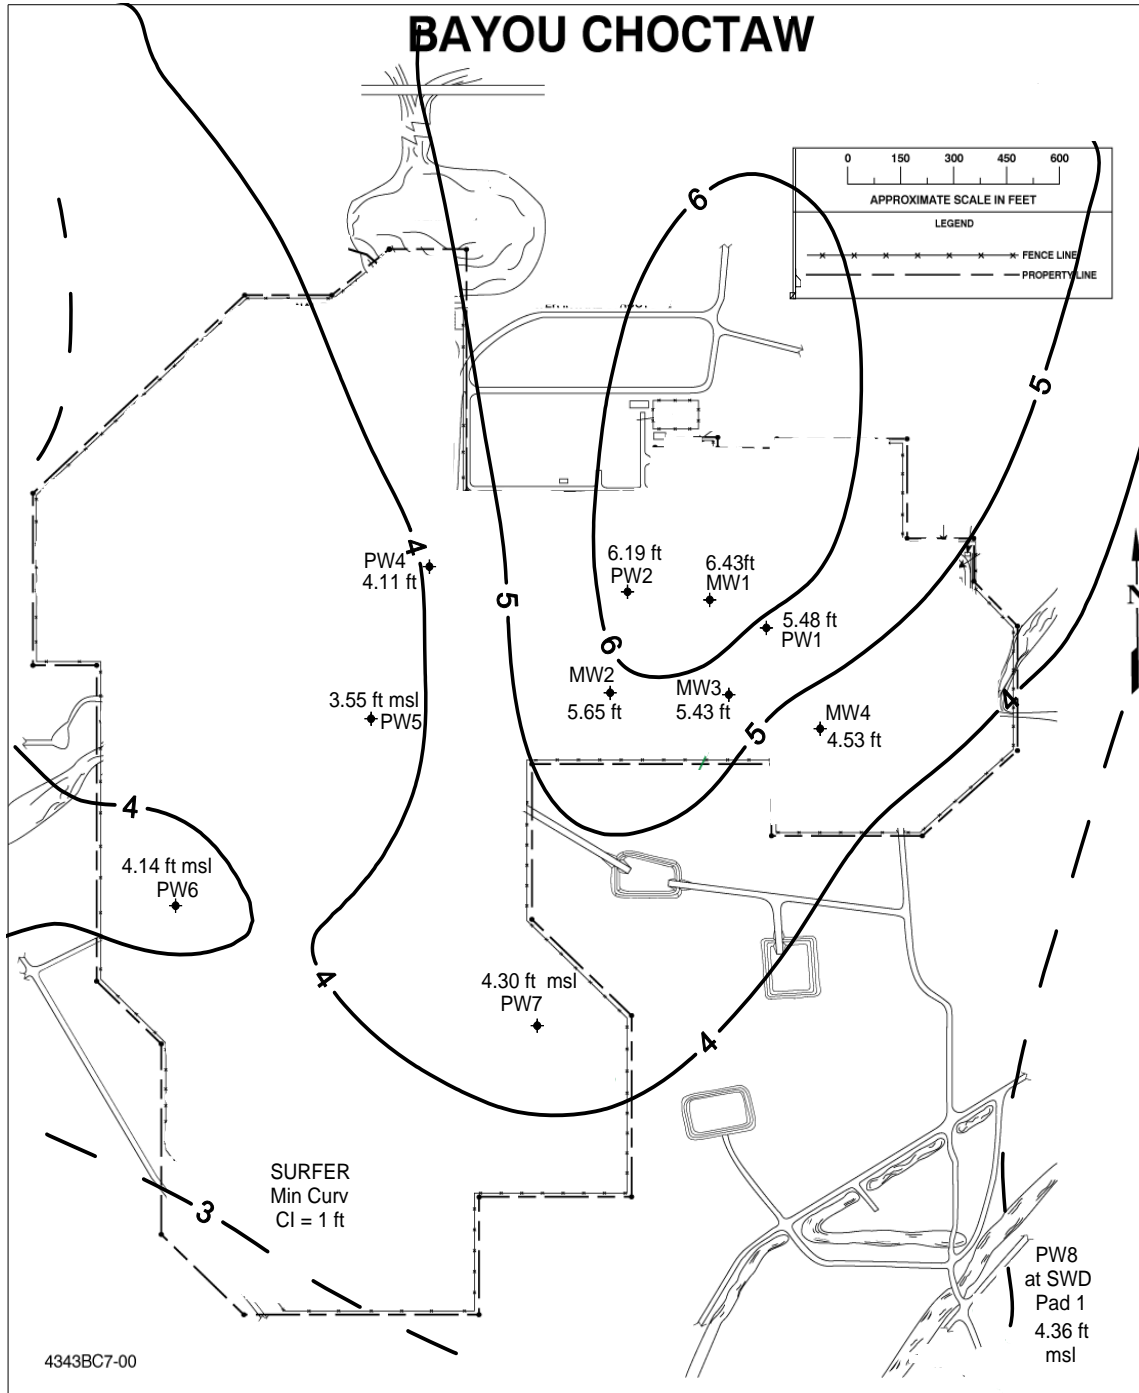 BAYOU CHOCTAW
0 150 300 450 600
APPROXIMATE SCALE IN FEET
LEGEND
FENCE LINE
PROPERTY LINE
6
5
4
PW4
4.11 ft
6.19 ft
PW2
6.43ft
MW1
5
5.48 ft
PW1
6
MW2
5.65 ft
MW3
5.43 ft
MW4
4.53 ft
5
4
N
3.55 ft msl
PW5
4
4.14 ft msl
PW6
4
4.30 ft msl
PW7
4
3
SURFER
Min Curv
CI = 1 ft
PW8
at SWD
Pad 1
4.36 ft
msl
4343BC7-00